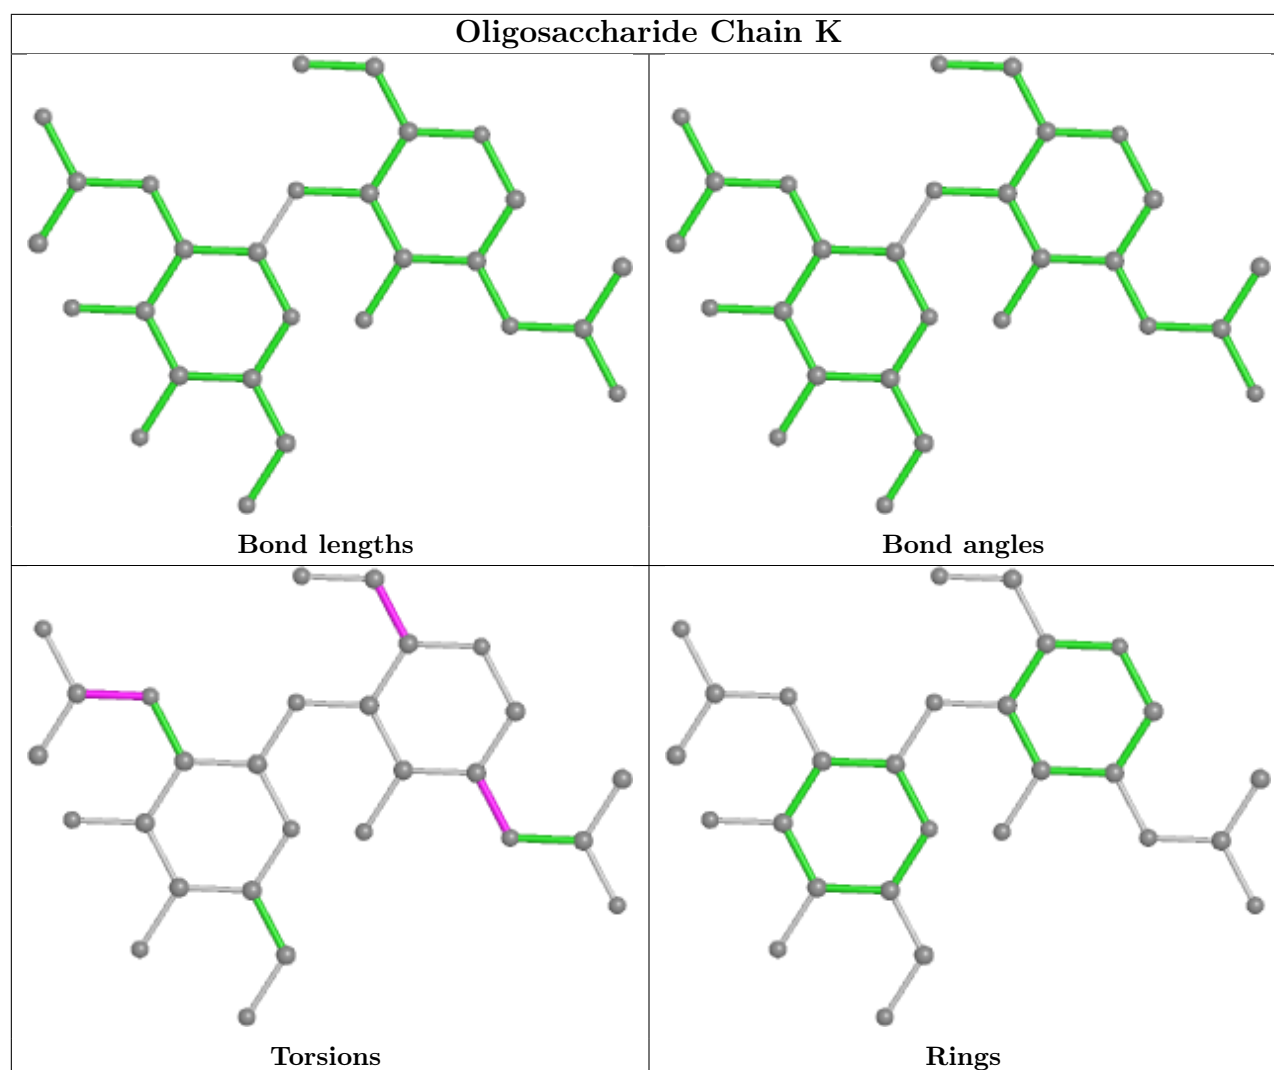 Oligosaccharide Chain K
Bond lengths
Bond angles
Torsions
Rings